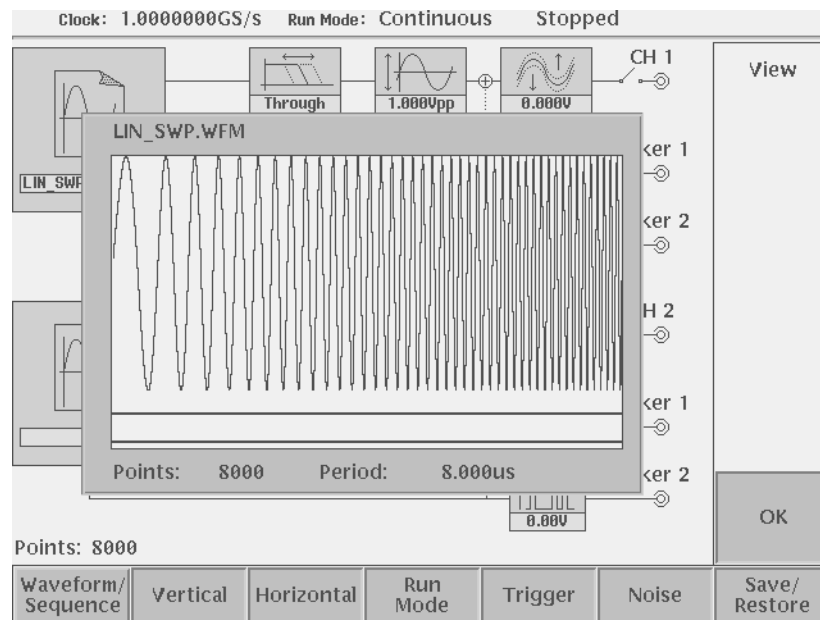 Clock: 1.0000000GS/s Run Mode: Continuous Stopped
CH 1
View
Through
1.000Vpp
0.000V
LIN_SWP.WFM
ker 1
LIN_SWP
ker 2
H 2
ker 1
Points: 8000 Period: 8.000us
ker 2
0.00V
OK
Points: 8000
Waveform/
Sequence
Vertical
Horizontal
Run
Mode
Trigger
Noise
Save/
Restore